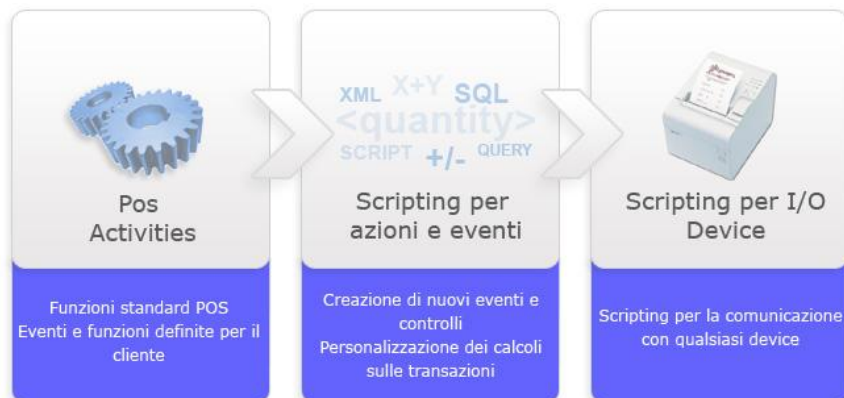 Pos
Activities
Funzioni standard POS
Eventi e funzioni definite per il
cliente
XML X+Y SQL
<quantity>
SCRIPT +/- QUERY
Scripting per
azioni e eventi
Creazione di nuovi eventi e
controlli
Personalizzazione dei calcoli
sulle transazioni
Scripting per I/O
Device
Scripting per la comunicazione
con qualsiasi device